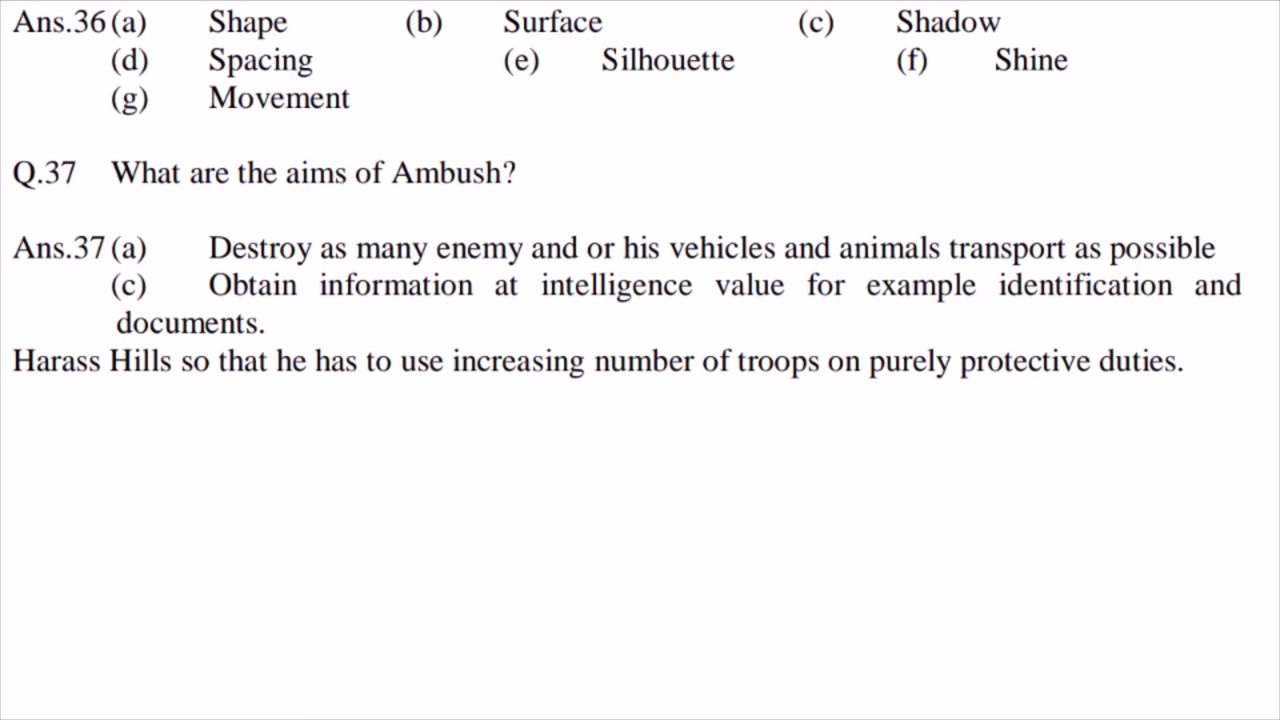 Ans.36 (a) Shape (b) Surface (c) Shadow
(d) Spacing (e) Silhouette (f) Shine
(g) Movement
Q.37 What are the aims of Ambush?
Ans.37 (a) Destroy as many enemy and or his vehicles and animals transport as possible
(c) Obtain information at intelligence value for example identification and
documents.
Harass Hills so that he has to use increasing number of troops on purely protective duties.